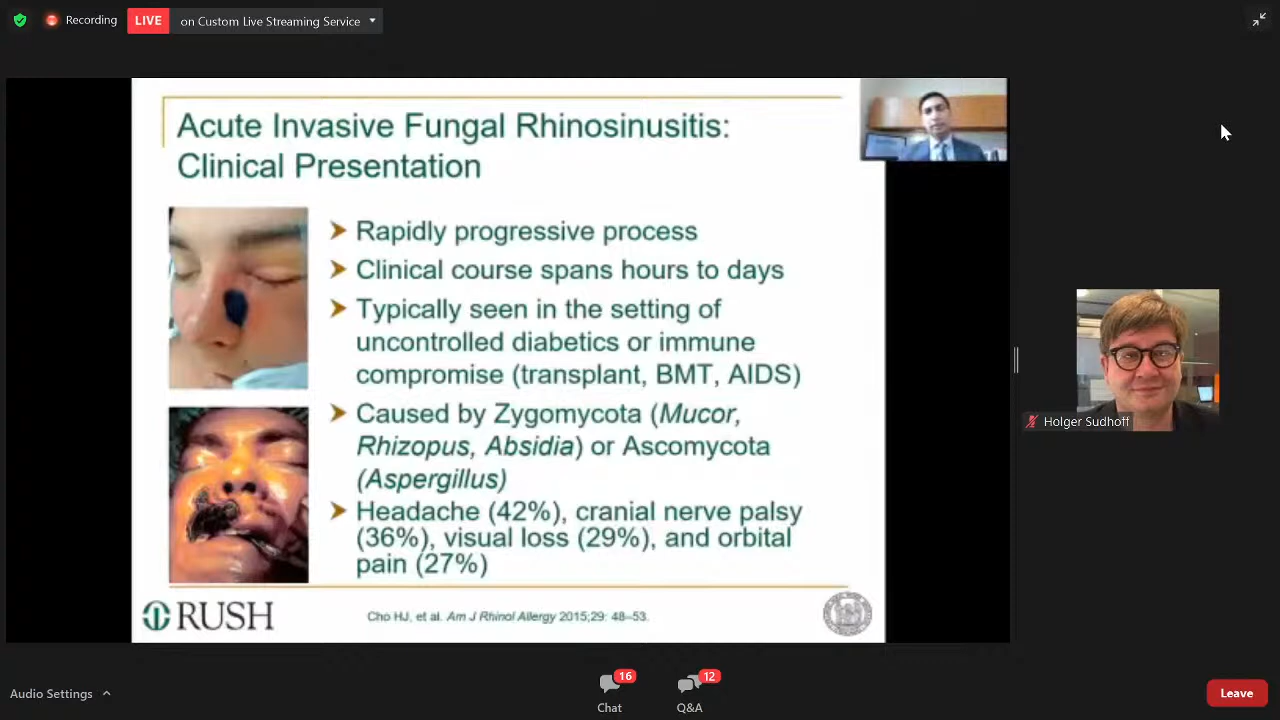 Recording
LIVE
on Custom Live Streaming Service
Acute Invasive Fungal Rhinosinusitis:
Clinical Presentation
Rapidly progressive process
Clinical course spans hours to days
Typically seen in the setting of
uncontrolled diabetics or immune
compromise (transplant, BMT, AIDS)
Caused by Zygomycota (Mucor,
Rhizopus, Absidia) or Ascomycota
(Aspergillus)
Headache (42%), cranial nerve palsy
(36%), visual loss (29%), and orbital
pain (27%)
RUSH
Cho HJ, et al. Am J Rhinol Allergy 2015;29: 48–53.
Holger Sudhoff
Audio Settings
16
Chat
12
Q&A
Leave